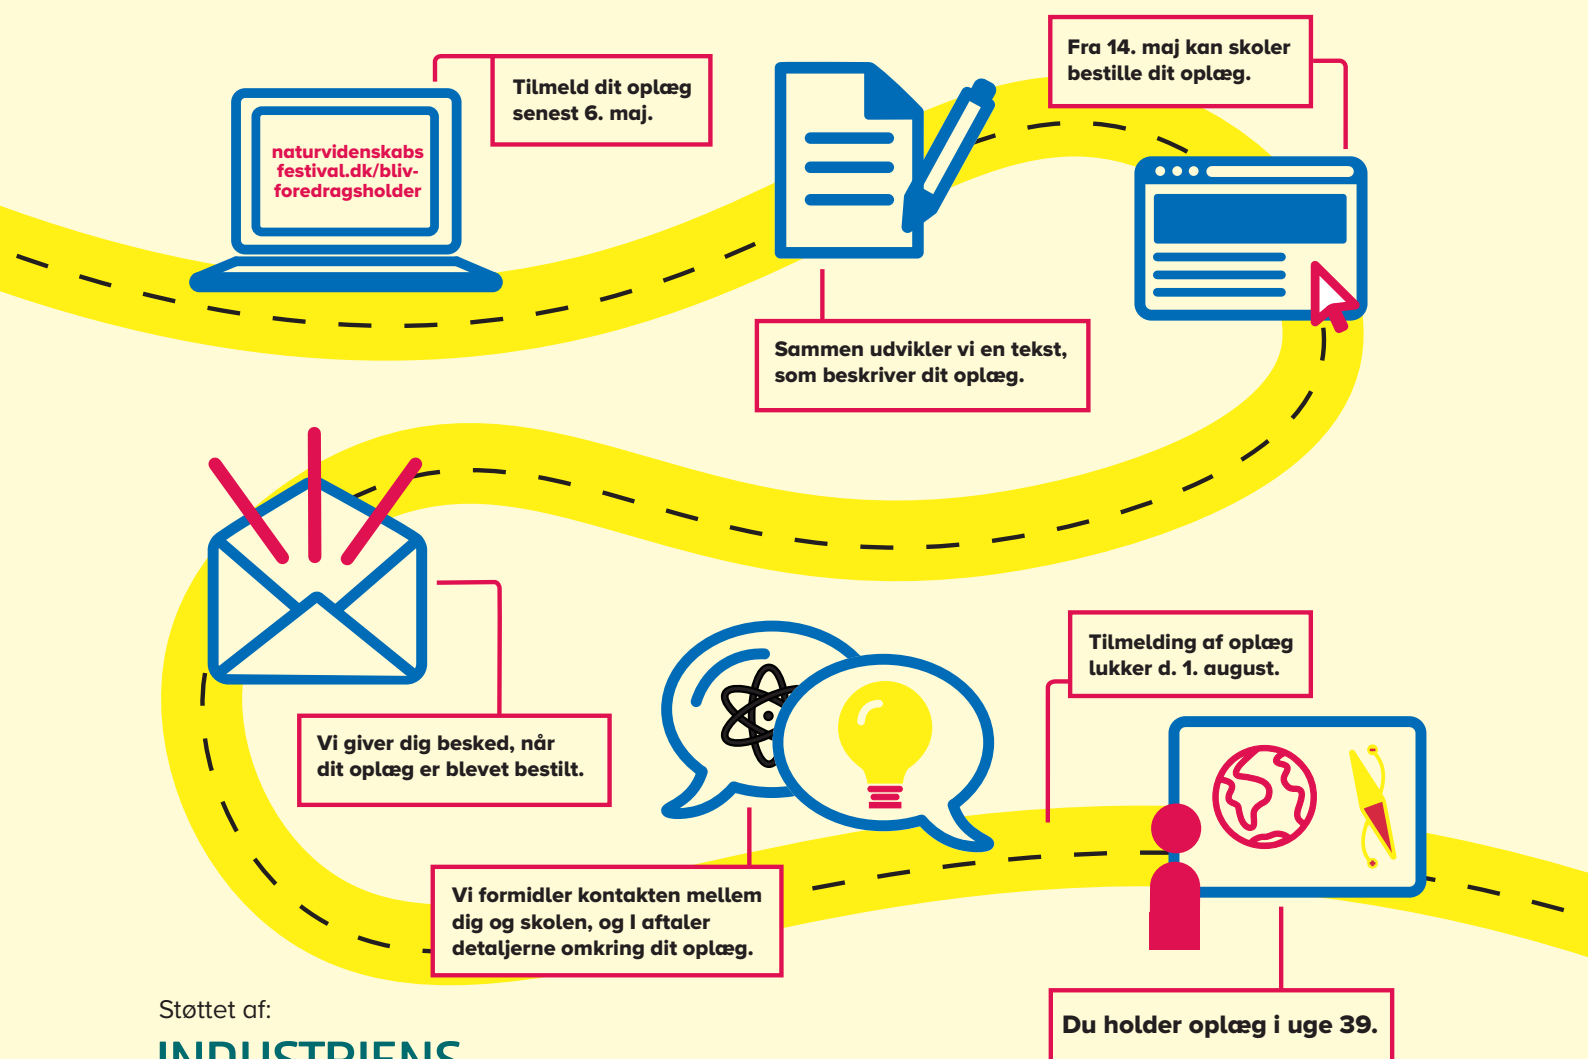 Tilmeld dit oplæg
senest 6. maj.
naturvidenskabs
festival.dk/bliv-
foredragsholder
Sammen udvikler vi en tekst,
som beskriver dit oplæg.
Fra 14. maj kan skoler
bestille dit oplæg.
Vi giver dig besked, når
dit oplæg er blevet bestilt.
Vi formidler kontakten mellem
dig og skolen, og I aftaler
detaljerne omkring dit oplæg.
Tilmelding af oplæg
lukker d. 1. august.
Du holder oplæg i uge 39.
Støttet af:
INDUSTRIENS